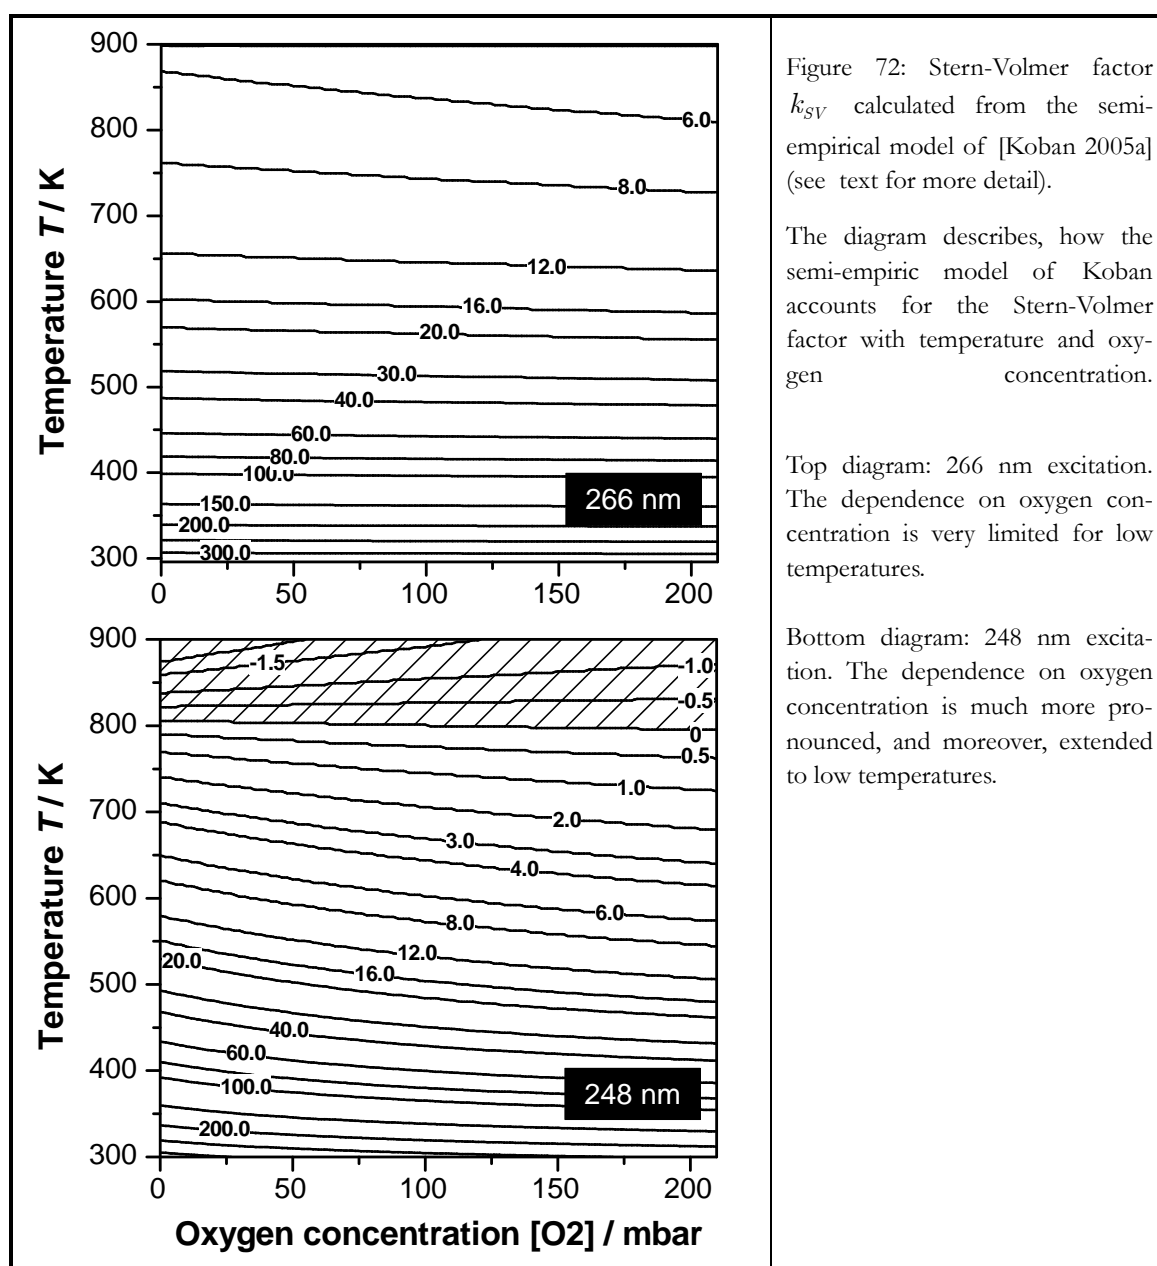 900
800
700
600
500
400
300
Temperature T / K
6.0
8.0
12.0
16.0
20.0
30.0
40.0
60.0
80.0
100.0
150.0
200.0
300.0
266 nm
0 50 100 150 200
900
800
700
600
500
400
300
Temperature T / K
-1.5
-1.0
-0.5
0
0.5
1.0
2.0
3.0
4.0
6.0
8.0
12.0
16.0
20.0
40.0
60.0
100.0
200.0
248 nm
0 50 100 150 200
Oxygen concentration [O2] / mbar
Figure 72: Stern-Volmer factor
kSV calculated from the semi-
empirical model of [Koban 2005a]
(see text for more detail).
The diagram describes, how the
semi-empiric model of Koban
accounts for the Stern-Volmer
factor with temperature and oxy-
gen concentration.
Top diagram: 266 nm excitation.
The dependence on oxygen con-
centration is very limited for low
temperatures.
Bottom diagram: 248 nm excita-
tion. The dependence on oxygen
concentration is much more pro-
nounced, and moreover, extended
to low temperatures.